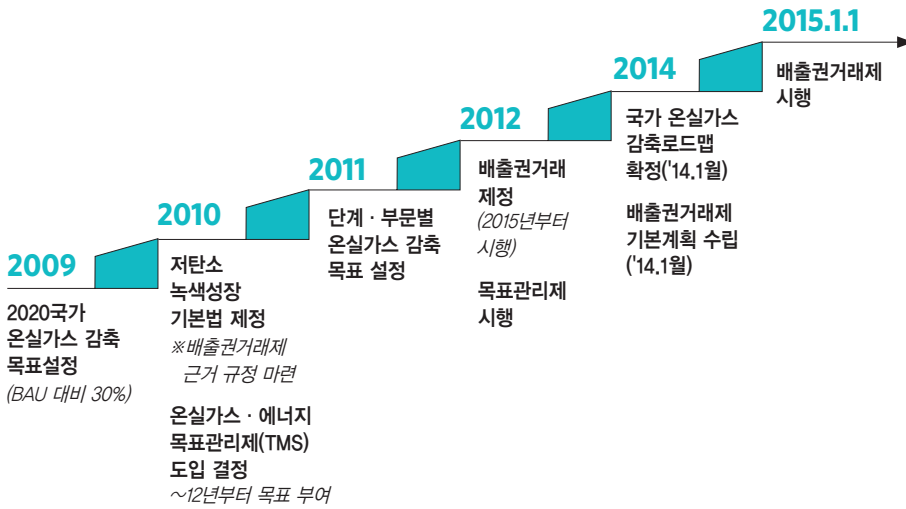 2009
2020국가
온실가스 감축
목표설정
(BAU 대비 30%)
2010
저탄소
녹색성장
기본법 제정
※배출권거래제
근거 규정 마련
온실가스 · 에너지
목표관리제(TMS)
도입 결정
~12년부터 목표 부여
2011
단계 · 부문별
온실가스 감축
목표 설정
2012
배출권거래
제정
(2015년부터
시행)
목표관리제
시행
2014
국가 온실가스
감축로드맵
확정('14.1월)
배출권거래제
기본계획 수립
('14.1월)
2015.1.1
배출권거래제
시행